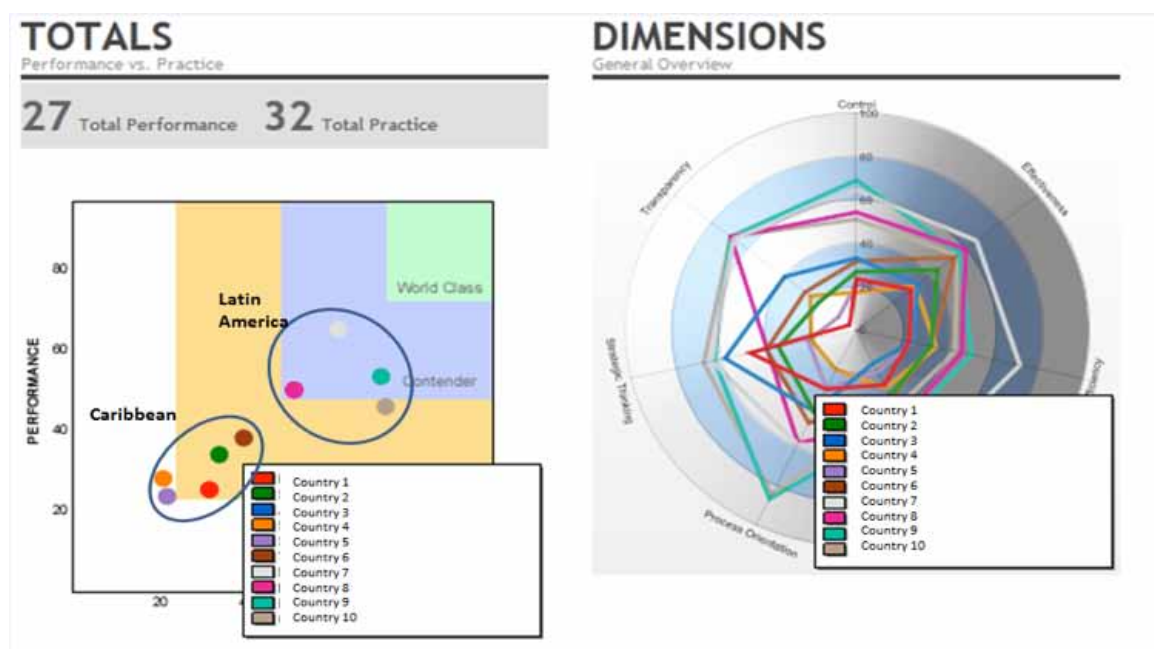 TOTALS
Performance vs. Practice
27 Total Performance 32 Total Practice
PERFORMANCE
80
60
40
20
20
Latin
America
Caribbean
World Class
Contender
Country 1
Country 2
Country 3
Country 4
Country 5
Country 6
Country 7
Country 8
Country 9
Country 10
DIMENSIONS
General Overview
Control
100
80
60
40
20
Transparency
Effectiveness
Strategic Thinking
Process Orientation
Country 1
Country 2
Country 3
Country 4
Country 5
Country 6
Country 7
Country 8
Country 9
Country 10